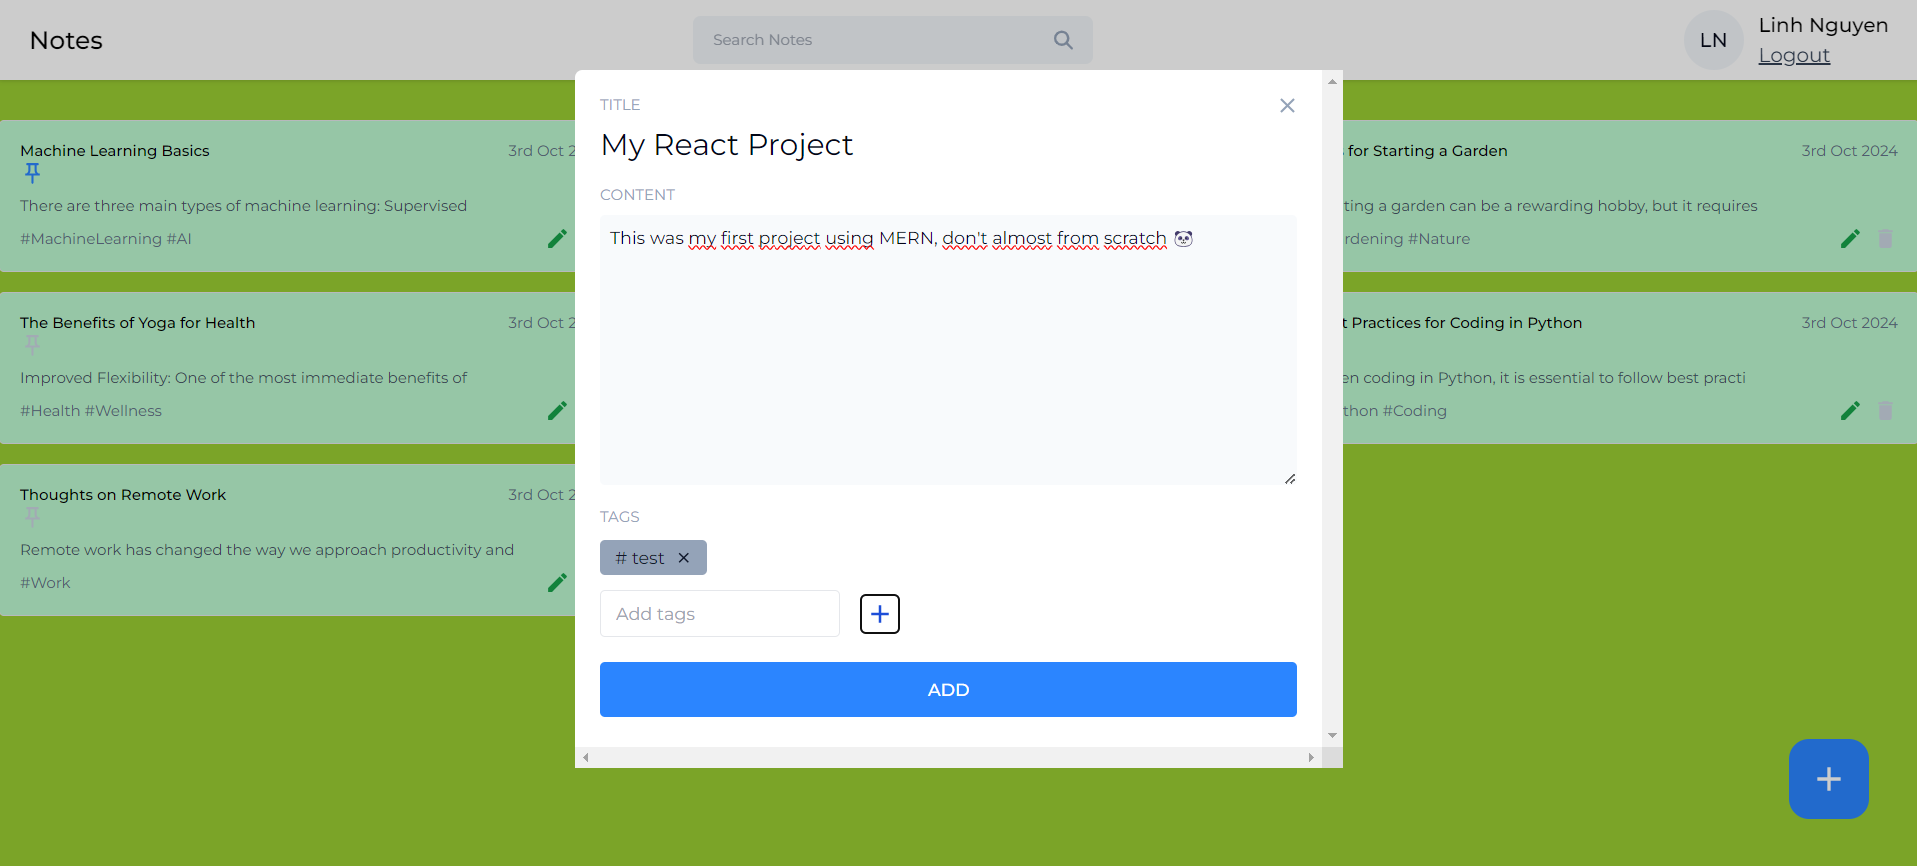 Notes
Search Notes
LN
Linh Nguyen
Logout
Machine Learning Basics
3rd Oct 2
There are three main types of machine learning: Supervised
#MachineLearning #AI
The Benefits of Yoga for Health
3rd Oct 2
Improved Flexibility: One of the most immediate benefits of
#Health #Wellness
Thoughts on Remote Work
3rd Oct 2
Remote work has changed the way we approach productivity and
#Work
TITLE
My React Project
CONTENT
This was my first project using MERN, don't almost from scratch 🐼
TAGS
# test
Add tags
ADD
for Starting a Garden
3rd Oct 2024
ting a garden can be a rewarding hobby, but it requires
rdening #Nature
t Practices for Coding in Python
3rd Oct 2024
en coding in Python, it is essential to follow best practi
thon #Coding